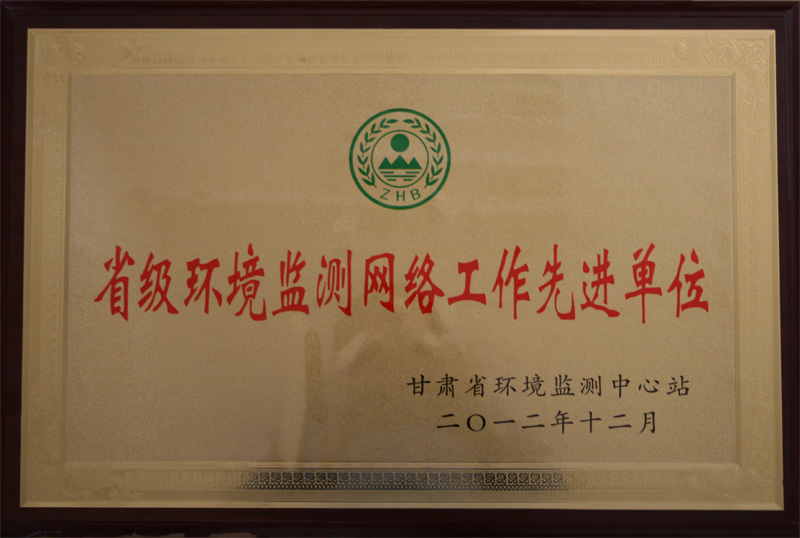 ZHB
省级环境监测网络工作先进单位
甘肃省环境监测中心站
二〇一二年十二月